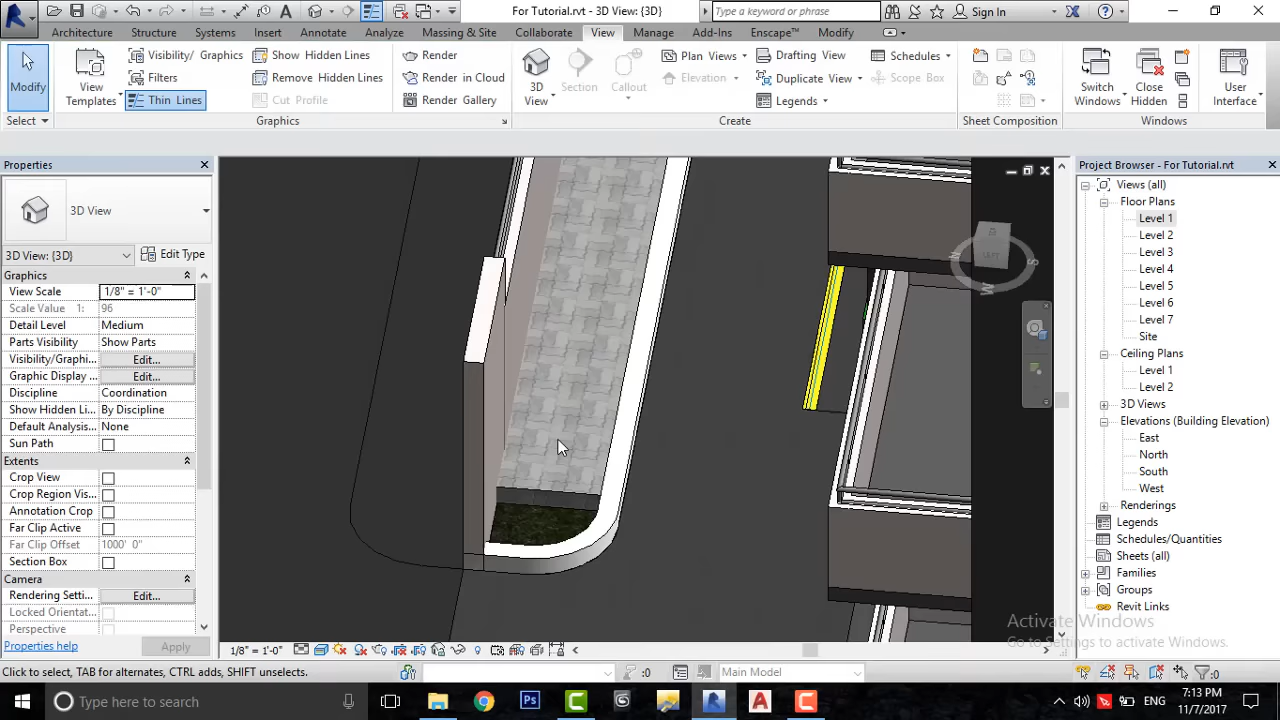 For Tutorial.rvt - 3D View: {3D}
Type a keyword or phrase
Sign In
Architecture
Structure
Systems
Insert
Annotate
Analyze
Massing & Site
Collaborate
View
Manage
Add-Ins
Enscape™
Modify
Modify
Select
View
Templates
Visibility/ Graphics
Filters
Thin Lines
Show Hidden Lines
Remove Hidden Lines
Cut Profile
Graphics
Render
Render in Cloud
Render Gallery
3D
View
Section
Callout
Plan Views
Elevation
Drafting View
Duplicate View
Legends
Schedules
Scope Box
Create
Sheet Composition
Switch
Windows
Close
Hidden
Windows
User
Interface
Properties
3D View
3D View: {3D}
Edit Type
Graphics
View Scale 1/8" = 1'-0"
Scale Value 1: 96
Detail Level Medium
Parts Visibility Show Parts
Visibility/Graphi... Edit...
Graphic Display ... Edit...
Discipline Coordination
Show Hidden Li... By Discipline
Default Analysis... None
Sun Path
Extents
Crop View
Crop Region Vis...
Annotation Crop
Far Clip Active
Far Clip Offset 1000' 0"
Section Box
Camera
Rendering Setti... Edit...
Locked Orientat...
Perspective
Properties help
Apply
LEFT
N
S
W
Project Browser - For Tutorial.rvt
Views (all)
Floor Plans
Level 1
Level 2
Level 3
Level 4
Level 5
Level 6
Level 7
Site
Ceiling Plans
Level 1
Level 2
3D Views
Elevations (Building Elevation)
East
North
South
West
Renderings
Legends
Schedules/Quantities
Sheets (all)
Families
Groups
Revit Links
Activate Windows
Go to Settings to activate Windows.
1/8" = 1'-0"
Click to select, TAB for alternates, CTRL adds, SHIFT unselects.
:0
Main Model
:0
Type here to search
Ps
7:13 PM
11/7/2017